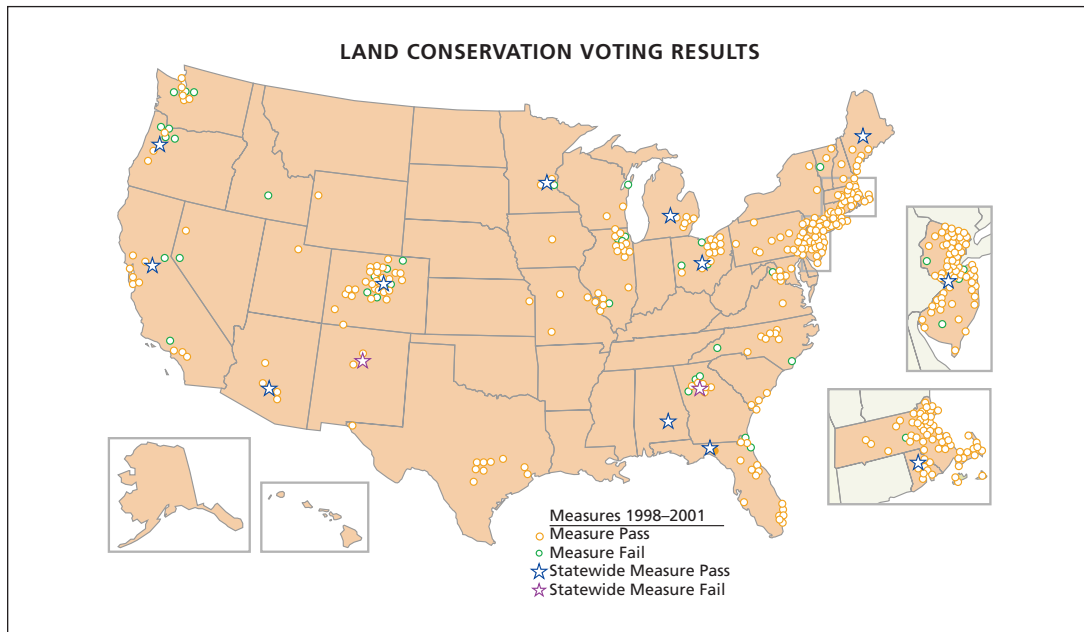 LAND CONSERVATION VOTING RESULTS
Measures 1998–2001
Measure Pass
Measure Fail
Statewide Measure Pass
Statewide Measure Fail